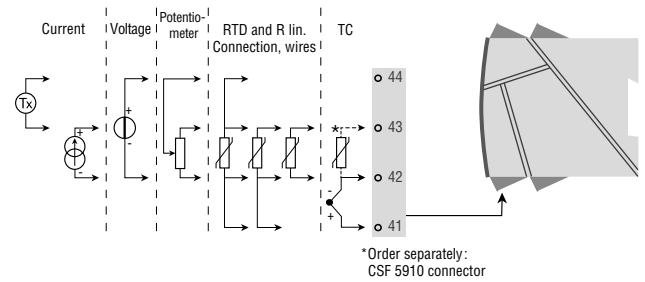 Current
Voltage
Potentio-
meter
RTD and R lin.
Connection, wires
TC
Tx
+
-
+
-
*
-
+
44
43
42
41
*Order separately:
CSF 5910 connector